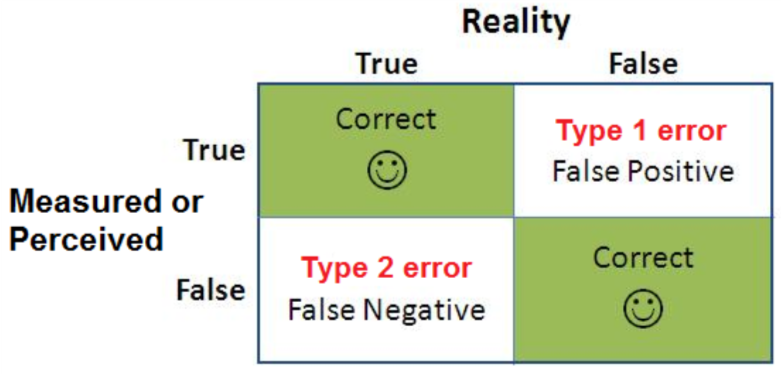 Reality
True False
True
Correct
Type 1 error
False Positive
Measured or
Perceived
False
Type 2 error
False Negative
Correct